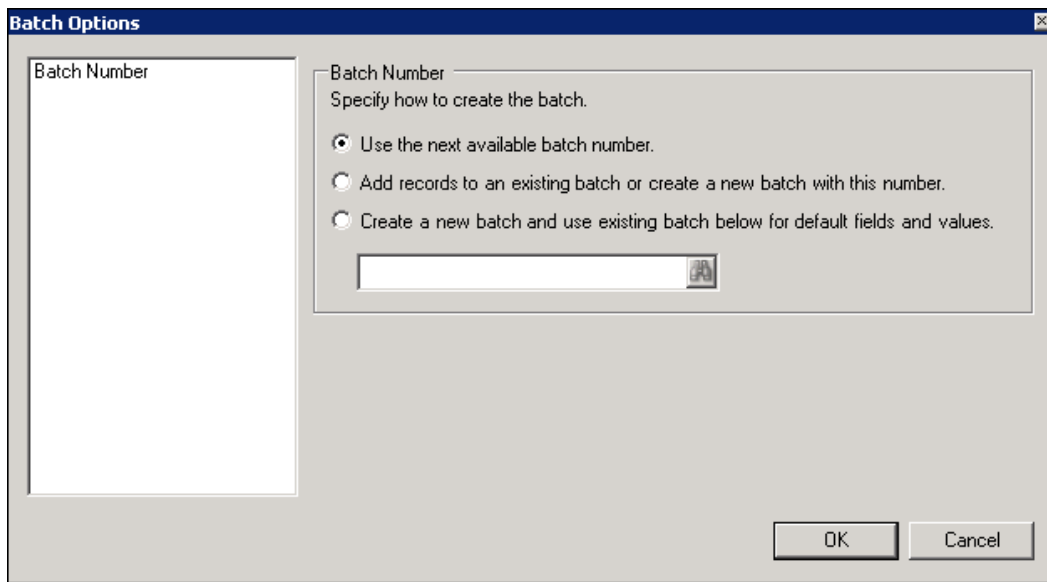 Batch Options
Batch Number
Batch Number
Specify how to create the batch.
Use the next available batch number.
Add records to an existing batch or create a new batch with this number.
Create a new batch and use existing batch below for default fields and values.
OK
Cancel